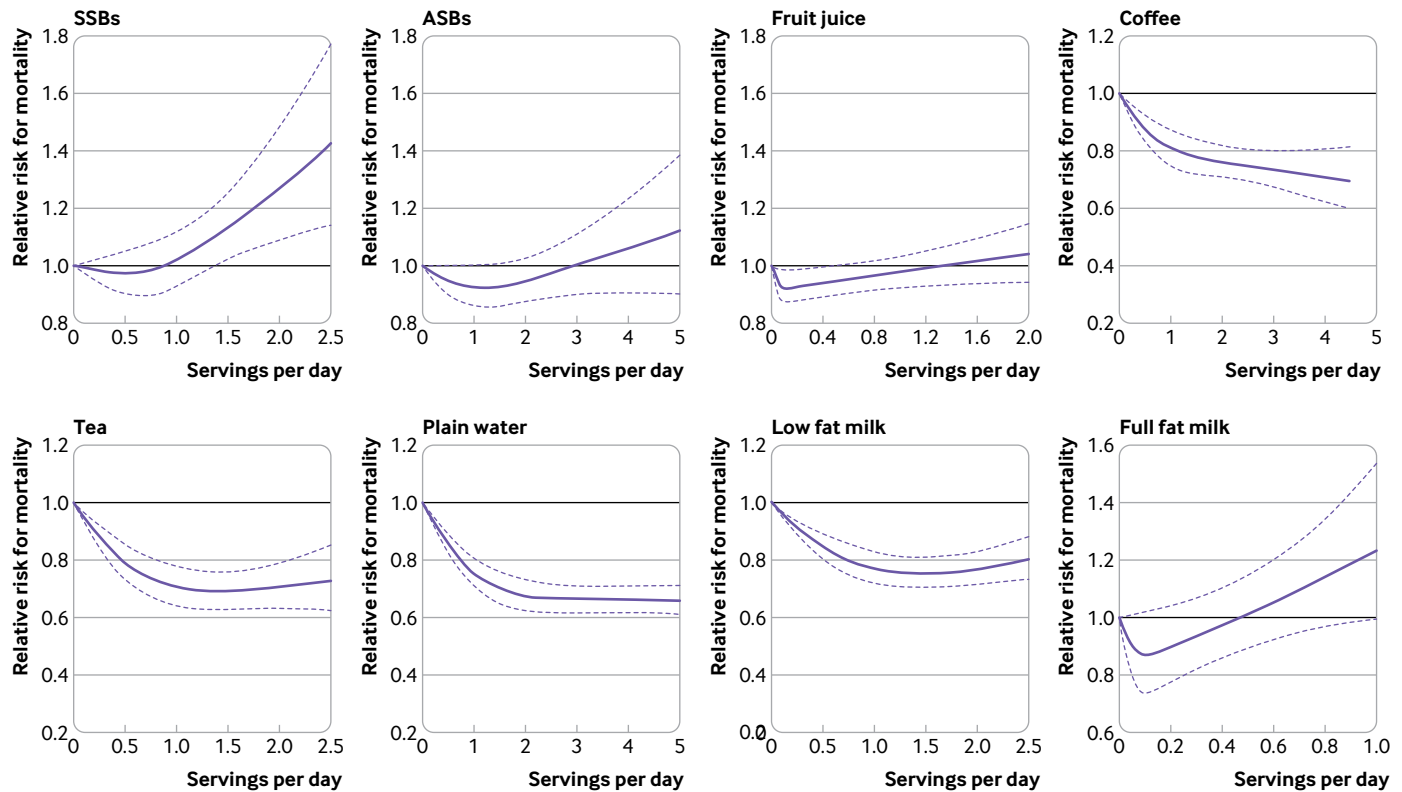 SSBs
Relative risk for mortality
1.8
1.6
1.4
1.2
1.0
0.8
0 0.5 1.0 1.5 2.0 2.5
Servings per day
ASBs
Relative risk for mortality
1.8
1.6
1.4
1.2
1.0
0.8
0 1 2 3 4 5
Servings per day
Fruit juice
Relative risk for mortality
1.8
1.6
1.4
1.2
1.0
0.8
0 0.4 0.8 1.2 1.6 2.0
Servings per day
Coffee
Relative risk for mortality
1.2
1.0
0.8
0.6
0.4
0.2
0 1 2 3 4 5
Servings per day
Tea
Relative risk for mortality
1.2
1.0
0.8
0.6
0.4
0.2
0 0.5 1.0 1.5 2.0 2.5
Servings per day
Plain water
Relative risk for mortality
1.2
1.0
0.8
0.6
0.4
0.2
0 1 2 3 4 5
Servings per day
Low fat milk
Relative risk for mortality
1.2
1.0
0.8
0.6
0.4
0 0.5 1.0 1.5 2.0 2.5
Servings per day
Full fat milk
Relative risk for mortality
1.6
1.4
1.2
1.0
0.8
0.6
0 0.2 0.4 0.6 0.8 1.0
Servings per day